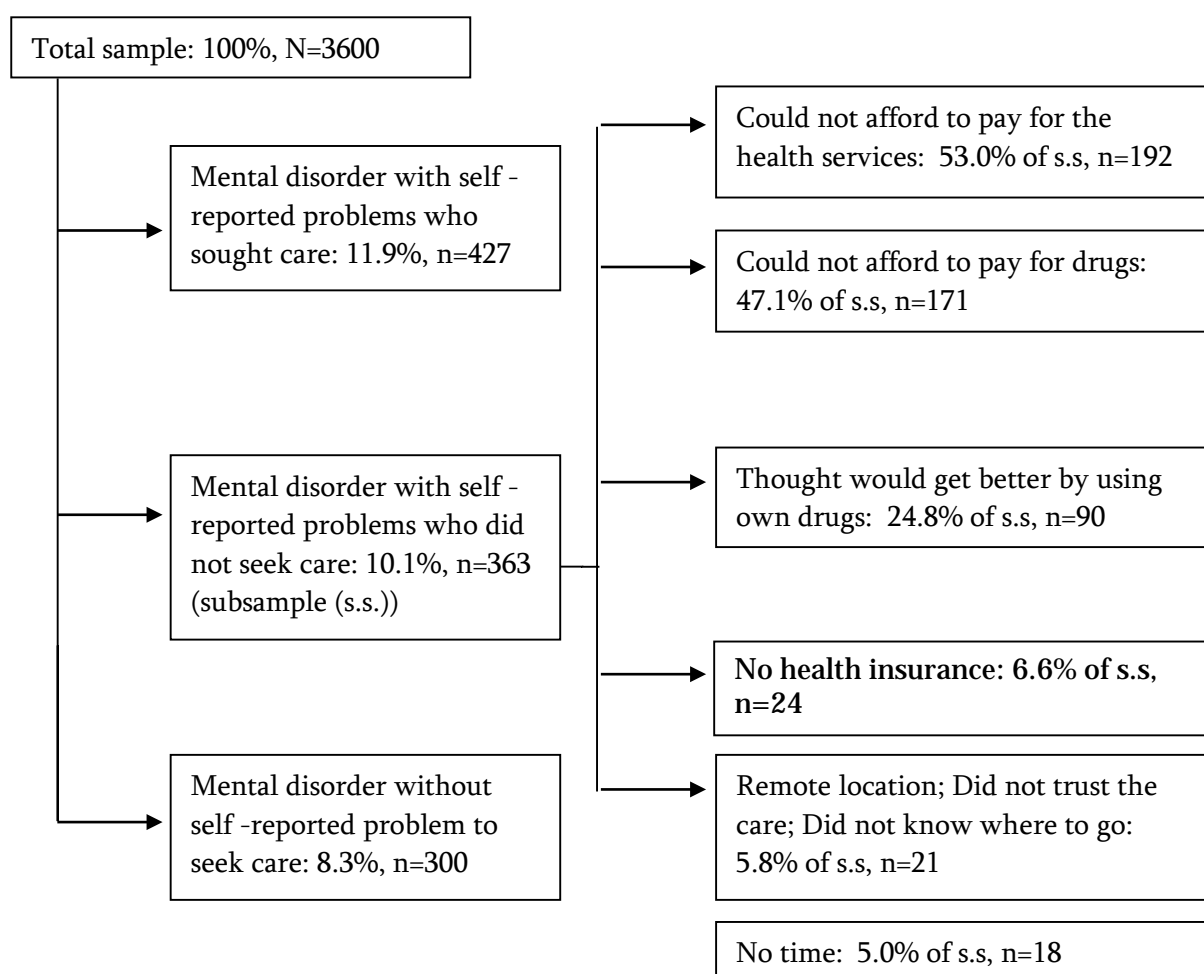 Total sample: 100%, N=3600
Mental disorder with self -
reported problems who
sought care: 11.9%, n=427
Mental disorder with self -
reported problems who did
not seek care: 10.1%, n=363
(subsample (s.s.))
Mental disorder without
self -reported problem to
seek care: 8.3%, n=300
Could not afford to pay for the
health services: 53.0% of s.s, n=192
Could not afford to pay for drugs:
47.1% of s.s, n=171
Thought would get better by using
own drugs: 24.8% of s.s, n=90
No health insurance: 6.6% of s.s,
n=24
Remote location; Did not trust the
care; Did not know where to go:
5.8% of s.s, n=21
No time: 5.0% of s.s, n=18